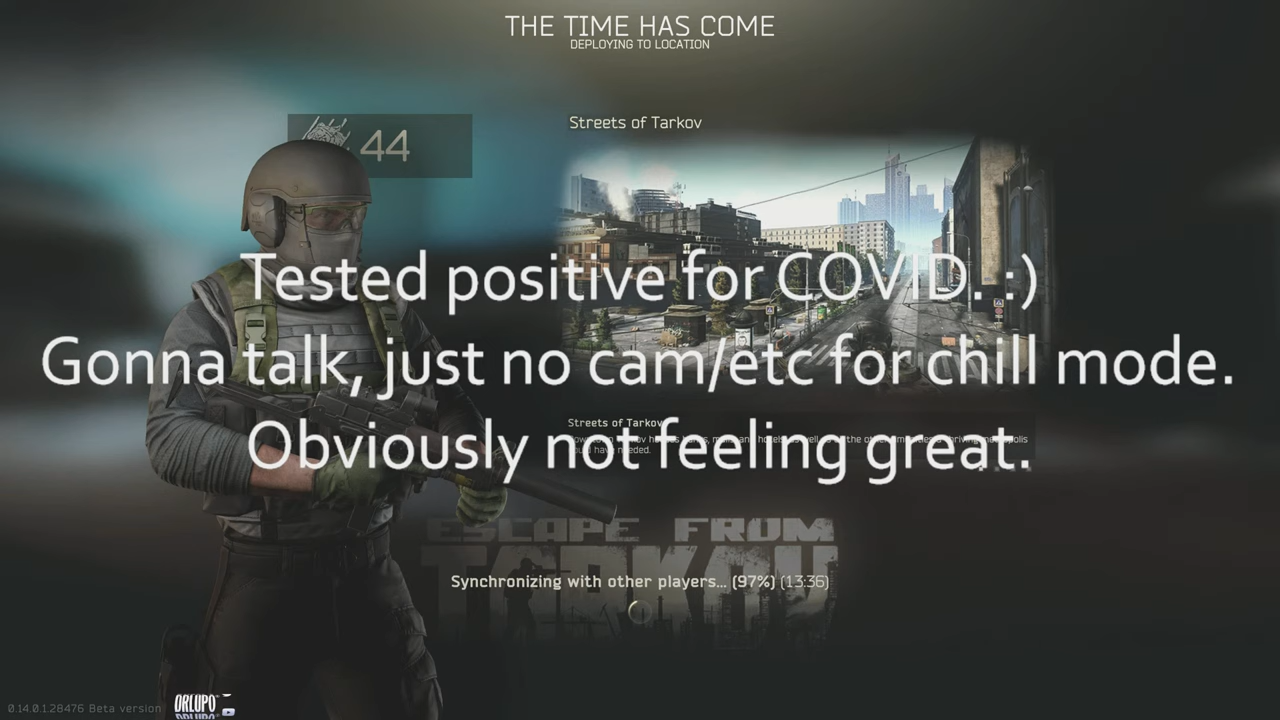 THE TIME HAS COME
DEPLOYING TO LOCATION
Streets of Tarkov
44
Tested positive for COVID. :)
Gonna talk, just no cam/etc for chill mode.
Streets of Tarkov
Obviously not feeling great.
ESCAPE FROM
TARKOV
Synchronizing with other players... (97%) (13:36)
0.14.0.1.28476 Beta version
DRLUPO